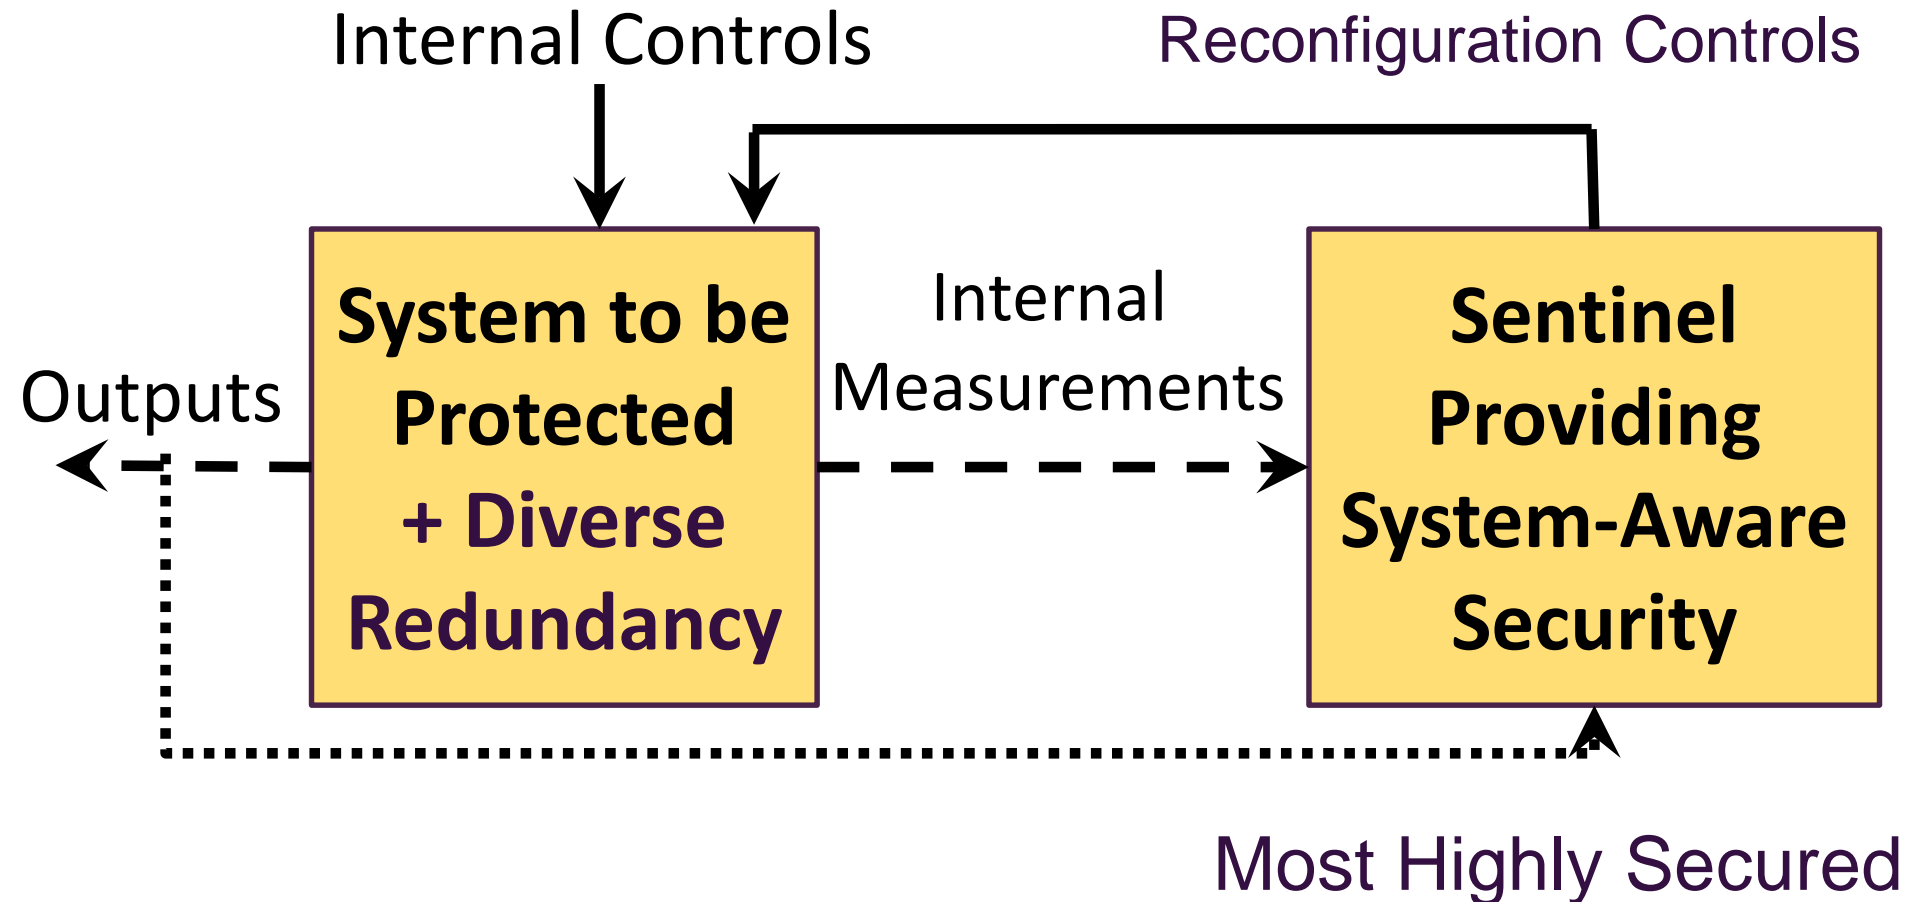 Internal Controls
Reconfiguration Controls
Outputs
System to be
Protected
+ Diverse
Redundancy
Internal
Measurements
Sentinel
Providing
System-Aware
Security
Most Highly Secured